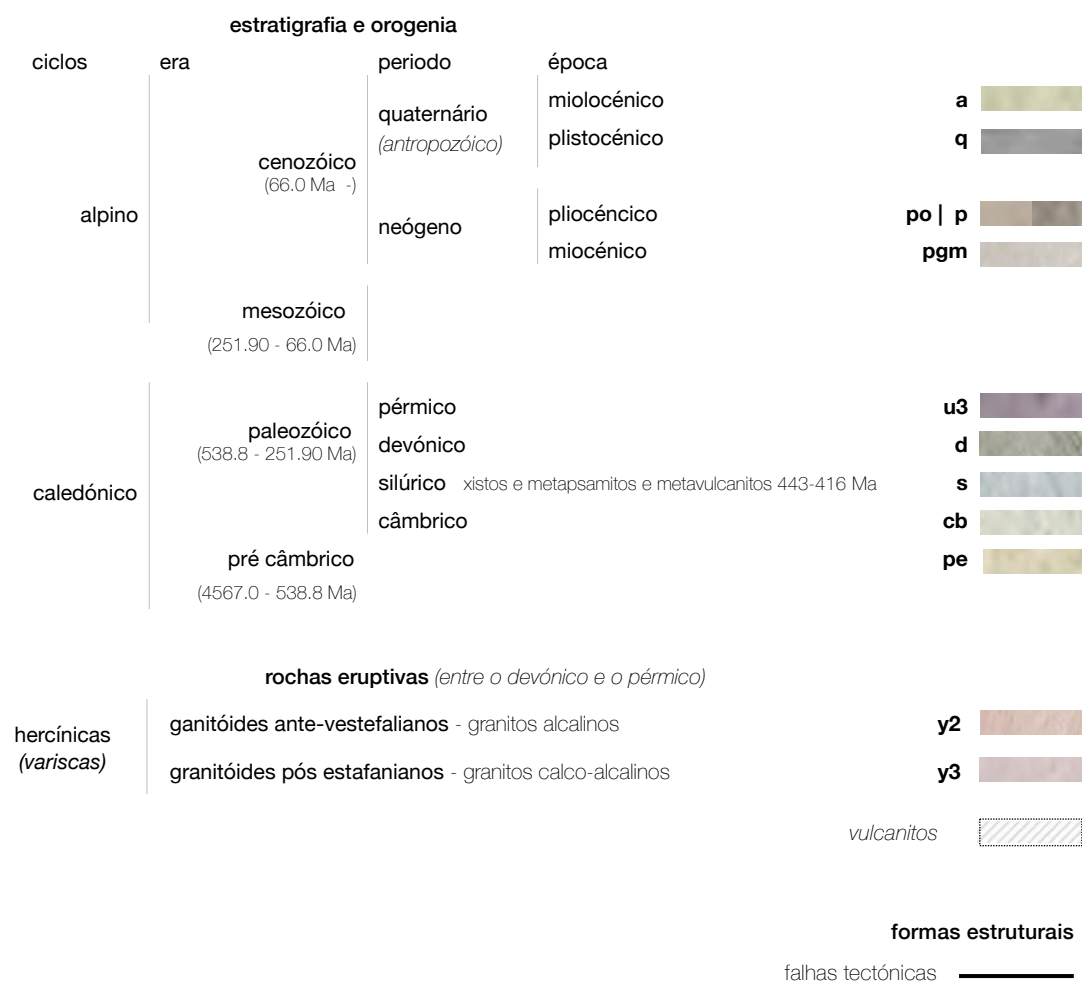 estratigrafia e orogenia
ciclos era periodo época
quaternário miolocénico a
(antropozóico) plistocénico q
cenozóico
(66.0 Ma -)
alpino neógeno pliocéncico po | p
miocénico pgm
mesozóico
(251.90 - 66.0 Ma)
pérmico u3
paleozóico
(538.8 - 251.90 Ma) devónico d
caledónico silúrico xistos e metapsamitos e metavulcanitos 443-416 Ma s
câmbrico cb
pré câmbrico pe
(4567.0 - 538.8 Ma)
rochas eruptivas (entre o devónico e o pérmico)
hercínicas
(variscas)
ganitóides ante-vestefalianos - granitos alcalinos y2
granitóides pós estafanianos - granitos calco-alcalinos y3
vulcanitos
formas estruturais
falhas tectónicas